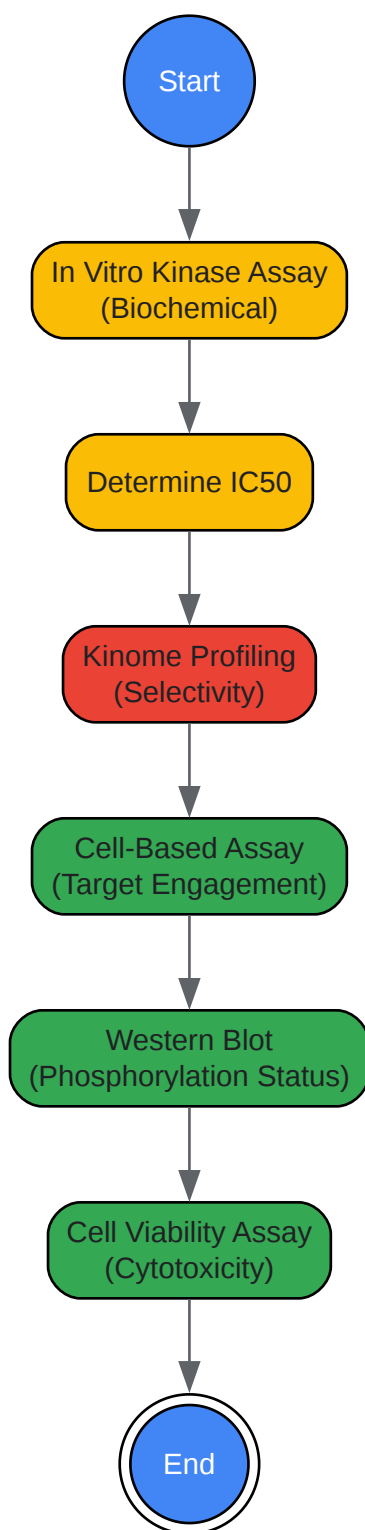 Start
In Vitro Kinase Assay
(Biochemical)
Determine IC50
Kinome Profiling
(Selectivity)
Cell-Based Assay
(Target Engagement)
Western Blot
(Phosphorylation Status)
Cell Viability Assay
(Cytotoxicity)
End